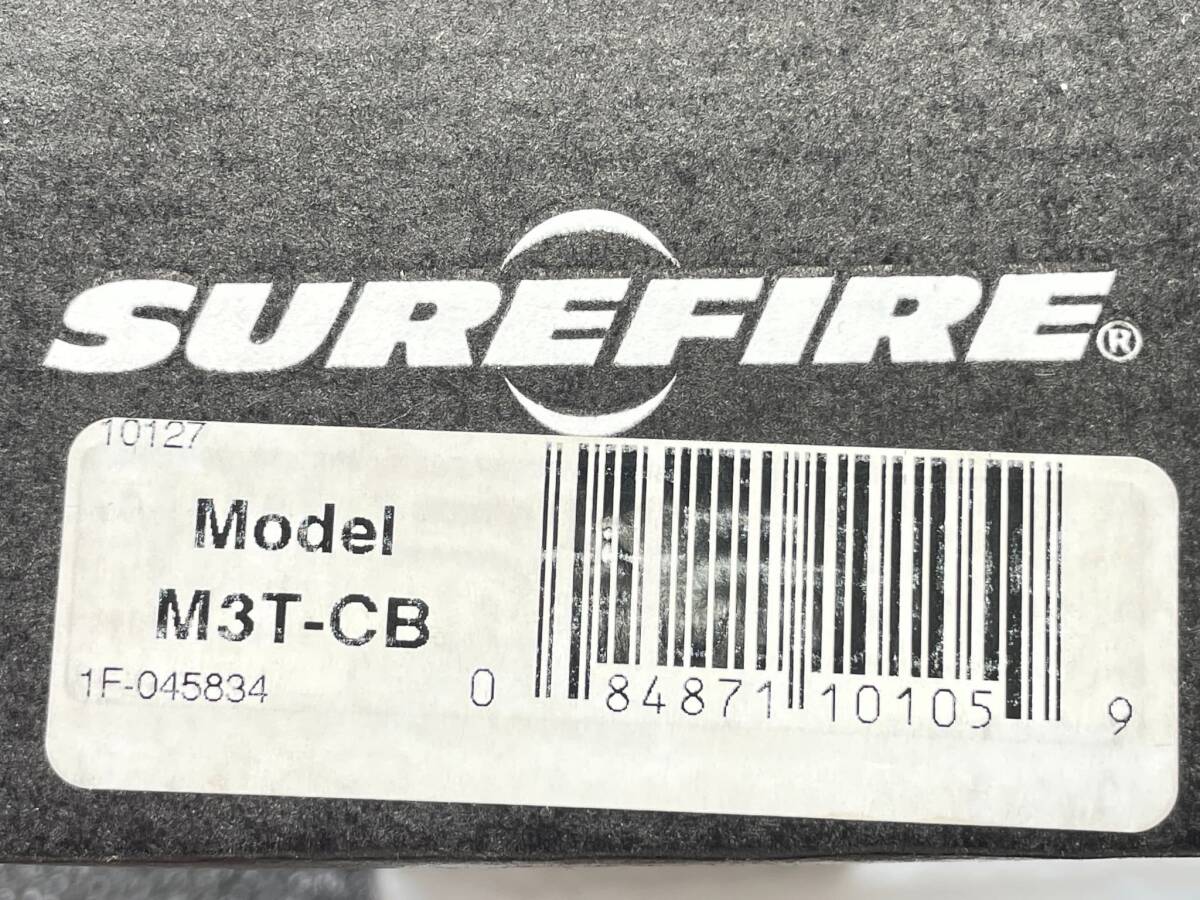 SUREFIRE®
10127
Model
M3T-CB
1F-045834
0 84871 10105 9